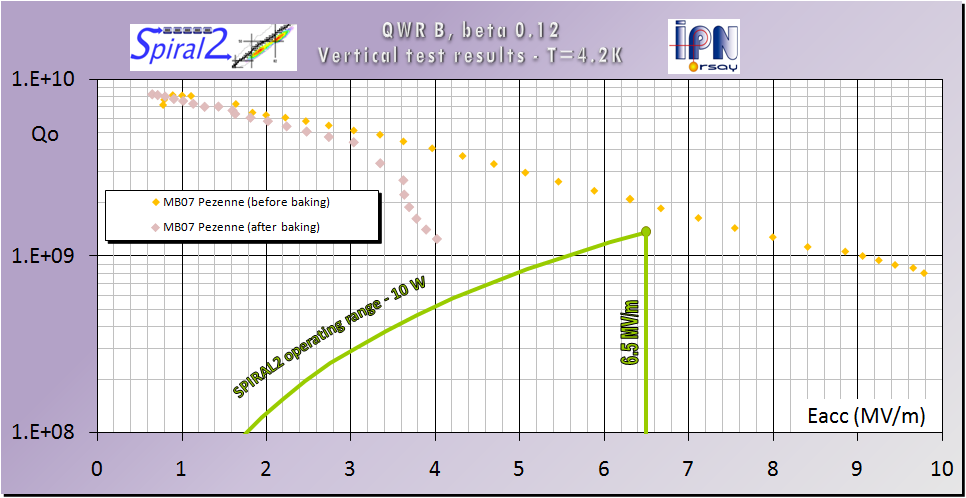 QWR B, beta 0.12
Vertical test results - T=4.2K
Spiral2
iPN
orsay
1.E+10
Qo
MB07 Pezenne (before baking)
MB07 Pezenne (after baking)
1.E+09
SPIRAL2 operating range - 10 W
6.5 MV/m
Eacc (MV/m)
1.E+08
0 1 2 3 4 5 6 7 8 9 10